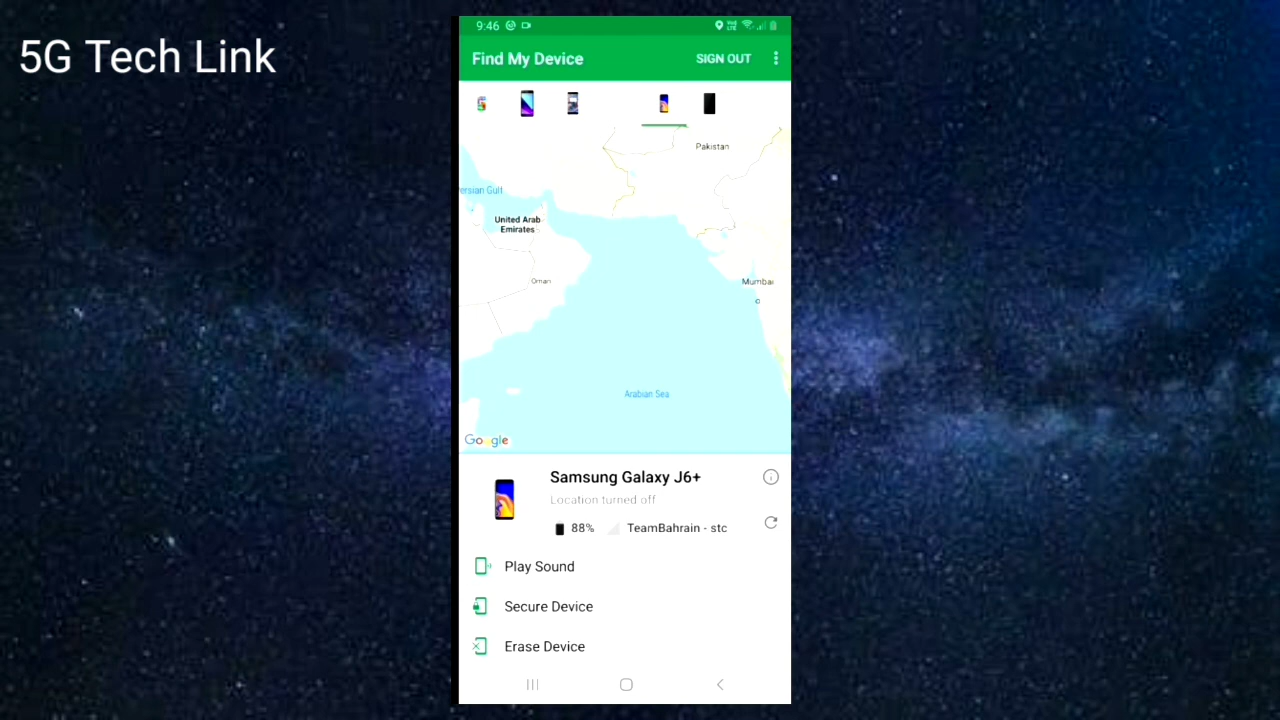 5G Tech Link
9:46
Find My Device
SIGN OUT
Pakistan
ersian Gulf
United Arab
Emirates
Oman
Mumbai
Arabian Sea
Google
Samsung Galaxy J6+
Location turned off
88% TeamBahrain - stc
Play Sound
Secure Device
Erase Device